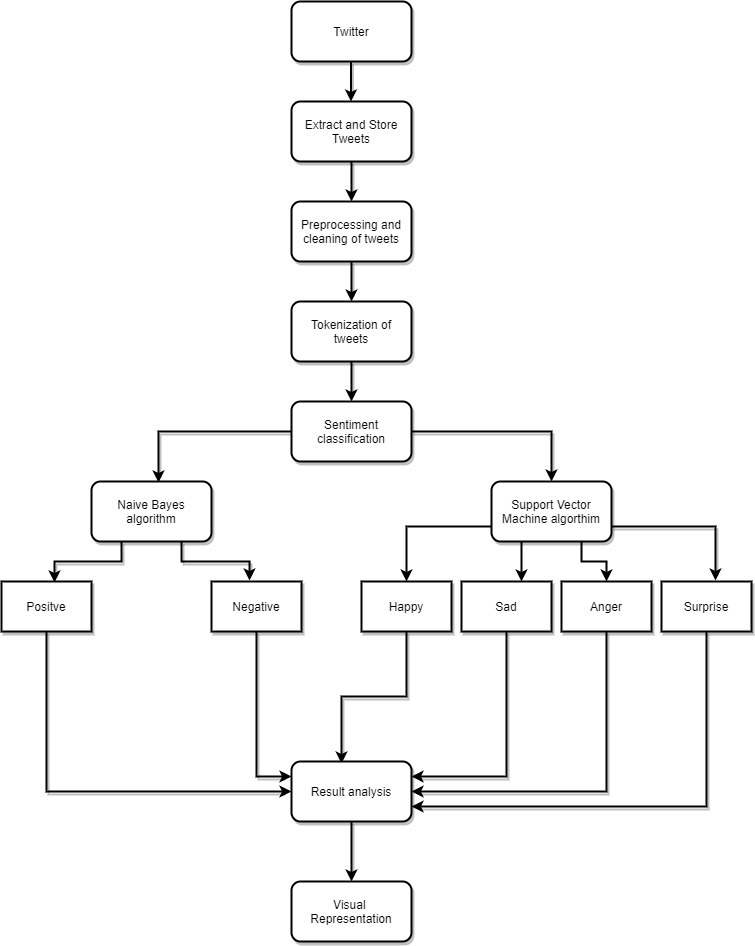 Twitter
Extract and Store
Tweets
Preprocessing and
cleaning of tweets
Tokenization of
tweets
Sentiment
classification
Naive Bayes
algorithm
Support Vector
Machine algorthim
Positve
Negative
Happy
Sad
Anger
Surprise
Result analysis
Visual
Representation